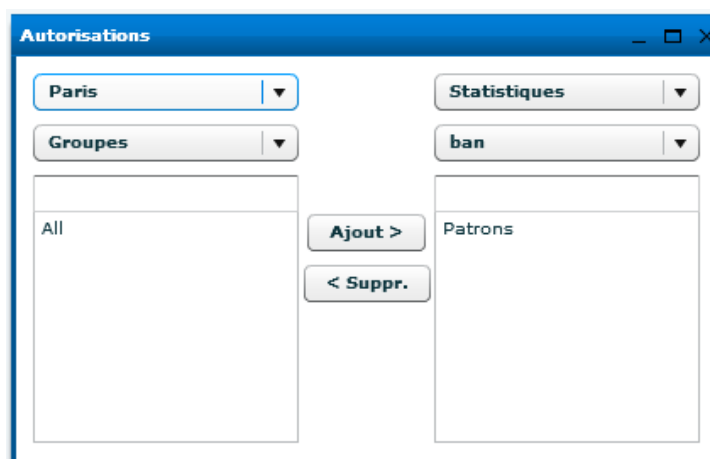 Autorisations
Paris
Statistiques
Groupes
ban
All
Ajout >
Patrons
< Suppr.